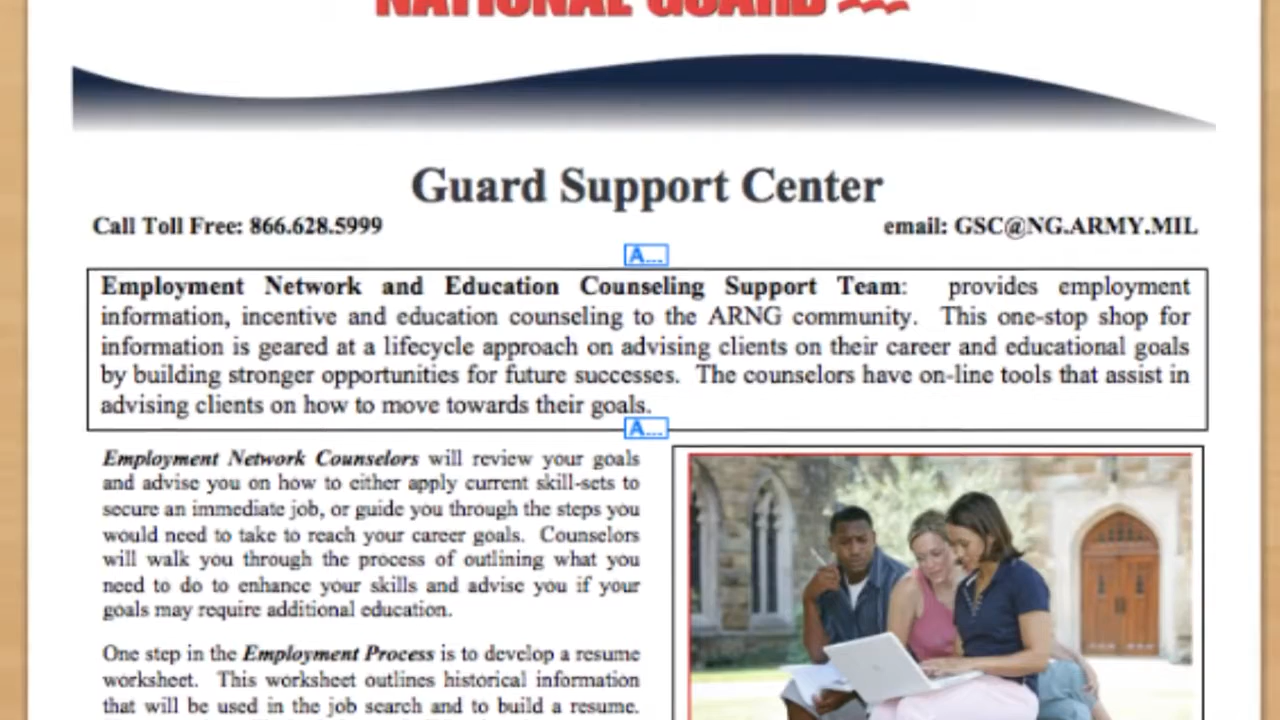 NATIONAL GUARD
Guard Support Center
Call Toll Free: 866.628.5999
email: GSC@NG.ARMY.MIL
A...
Employment Network and Education Counseling Support Team: provides employment
information, incentive and education counseling to the ARNG community. This one-stop shop for
information is geared at a lifecycle approach on advising clients on their career and educational goals
by building stronger opportunities for future successes. The counselors have on-line tools that assist in
advising clients on how to move towards their goals.
A...
Employment Network Counselors will review your goals
and advise you on how to either apply current skill-sets to
secure an immediate job, or guide you through the steps you
would need to take to reach your career goals. Counselors
will walk you through the process of outlining what you
need to do to enhance your skills and advise you if your
goals may require additional education.
One step in the Employment Process is to develop a resume
worksheet. This worksheet outlines historical information
that will be used in the job search and to build a resume.